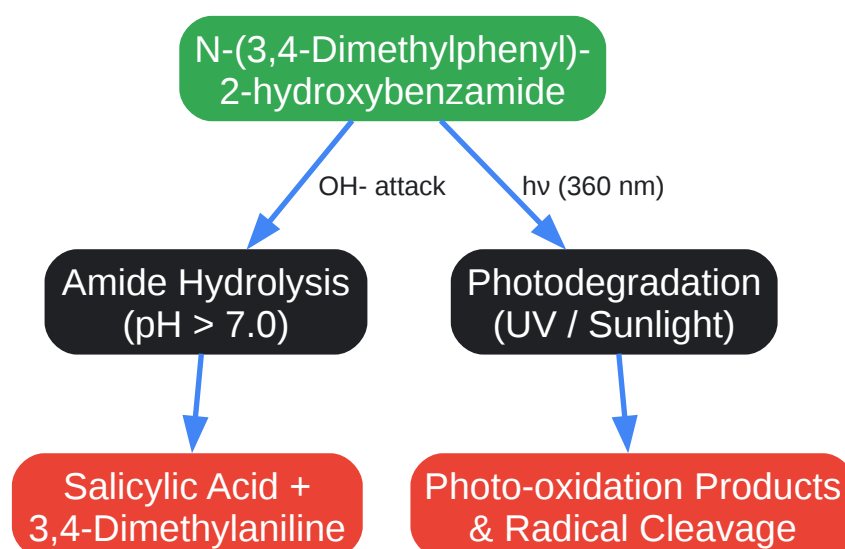 N-(3,4-Dimethylphenyl)-
2-hydroxybenzamide
OH- attack
hν (360 nm)
Amide Hydrolysis
(pH > 7.0)
Photodegradation
(UV / Sunlight)
Salicylic Acid +
3,4-Dimethylaniline
Photo-oxidation Products
& Radical Cleavage